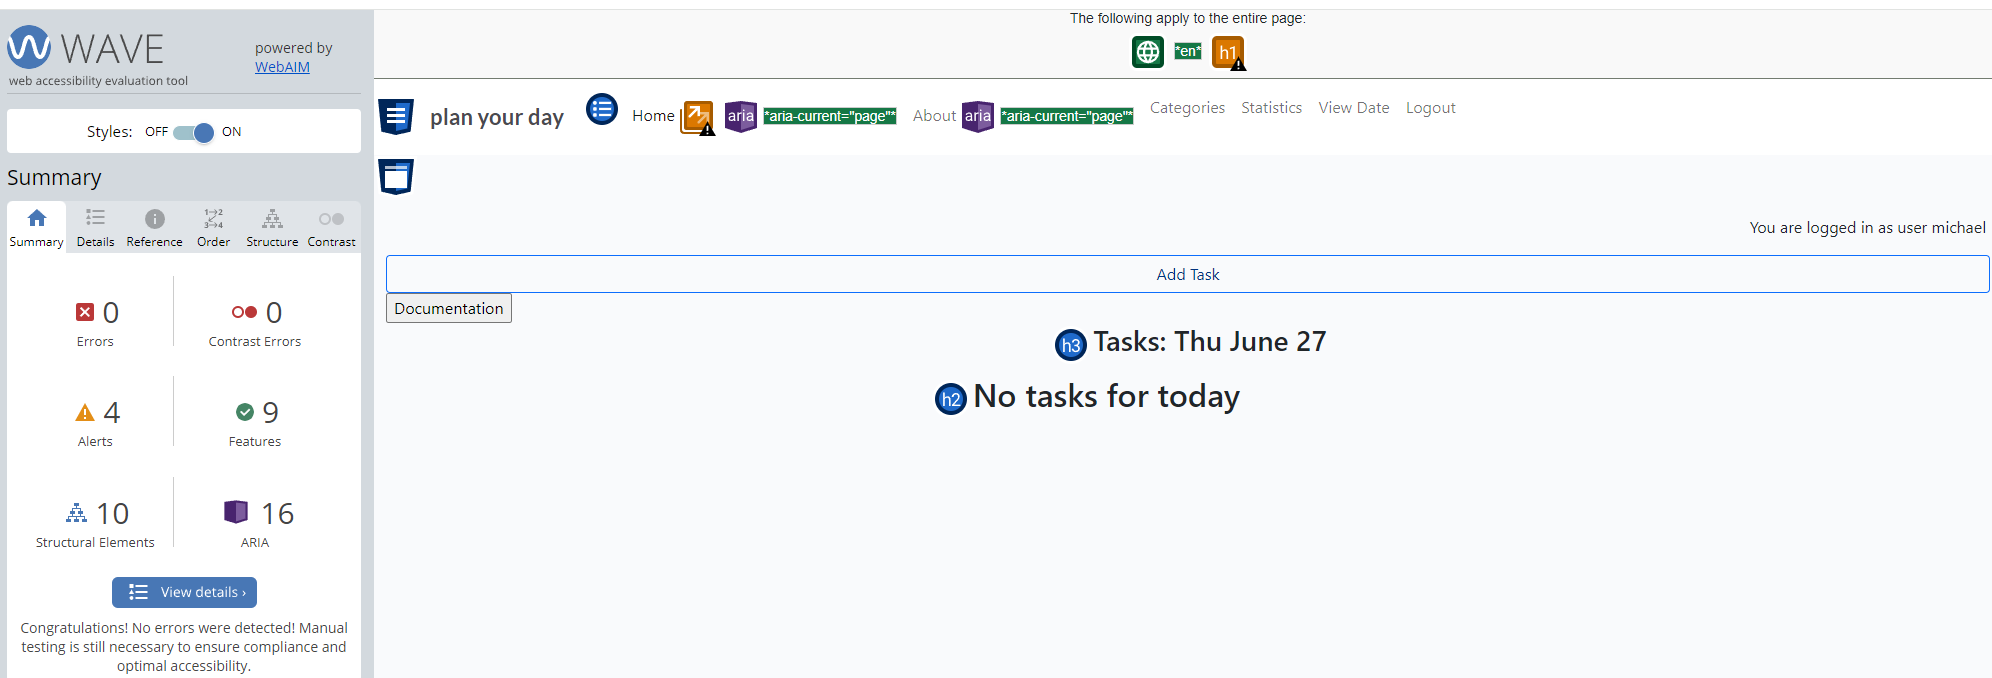 The following apply to the entire page:
*en* h1
WAVE
web accessibility evaluation tool
powered by
WebAIM
Styles: OFF ON
Summary
Summary Details Reference Order Structure Contrast
0
Errors
0
Contrast Errors
4
Alerts
9
Features
10
Structural Elements
16
ARIA
View details ›
Congratulations! No errors were detected! Manual
testing is still necessary to ensure compliance and
optimal accessibility.
plan your day Home aria *aria-current="page"* About aria *aria-current="page"* Categories Statistics View Date Logout
You are logged in as user michael
Add Task
Documentation
h3 Tasks: Thu June 27
h2 No tasks for today